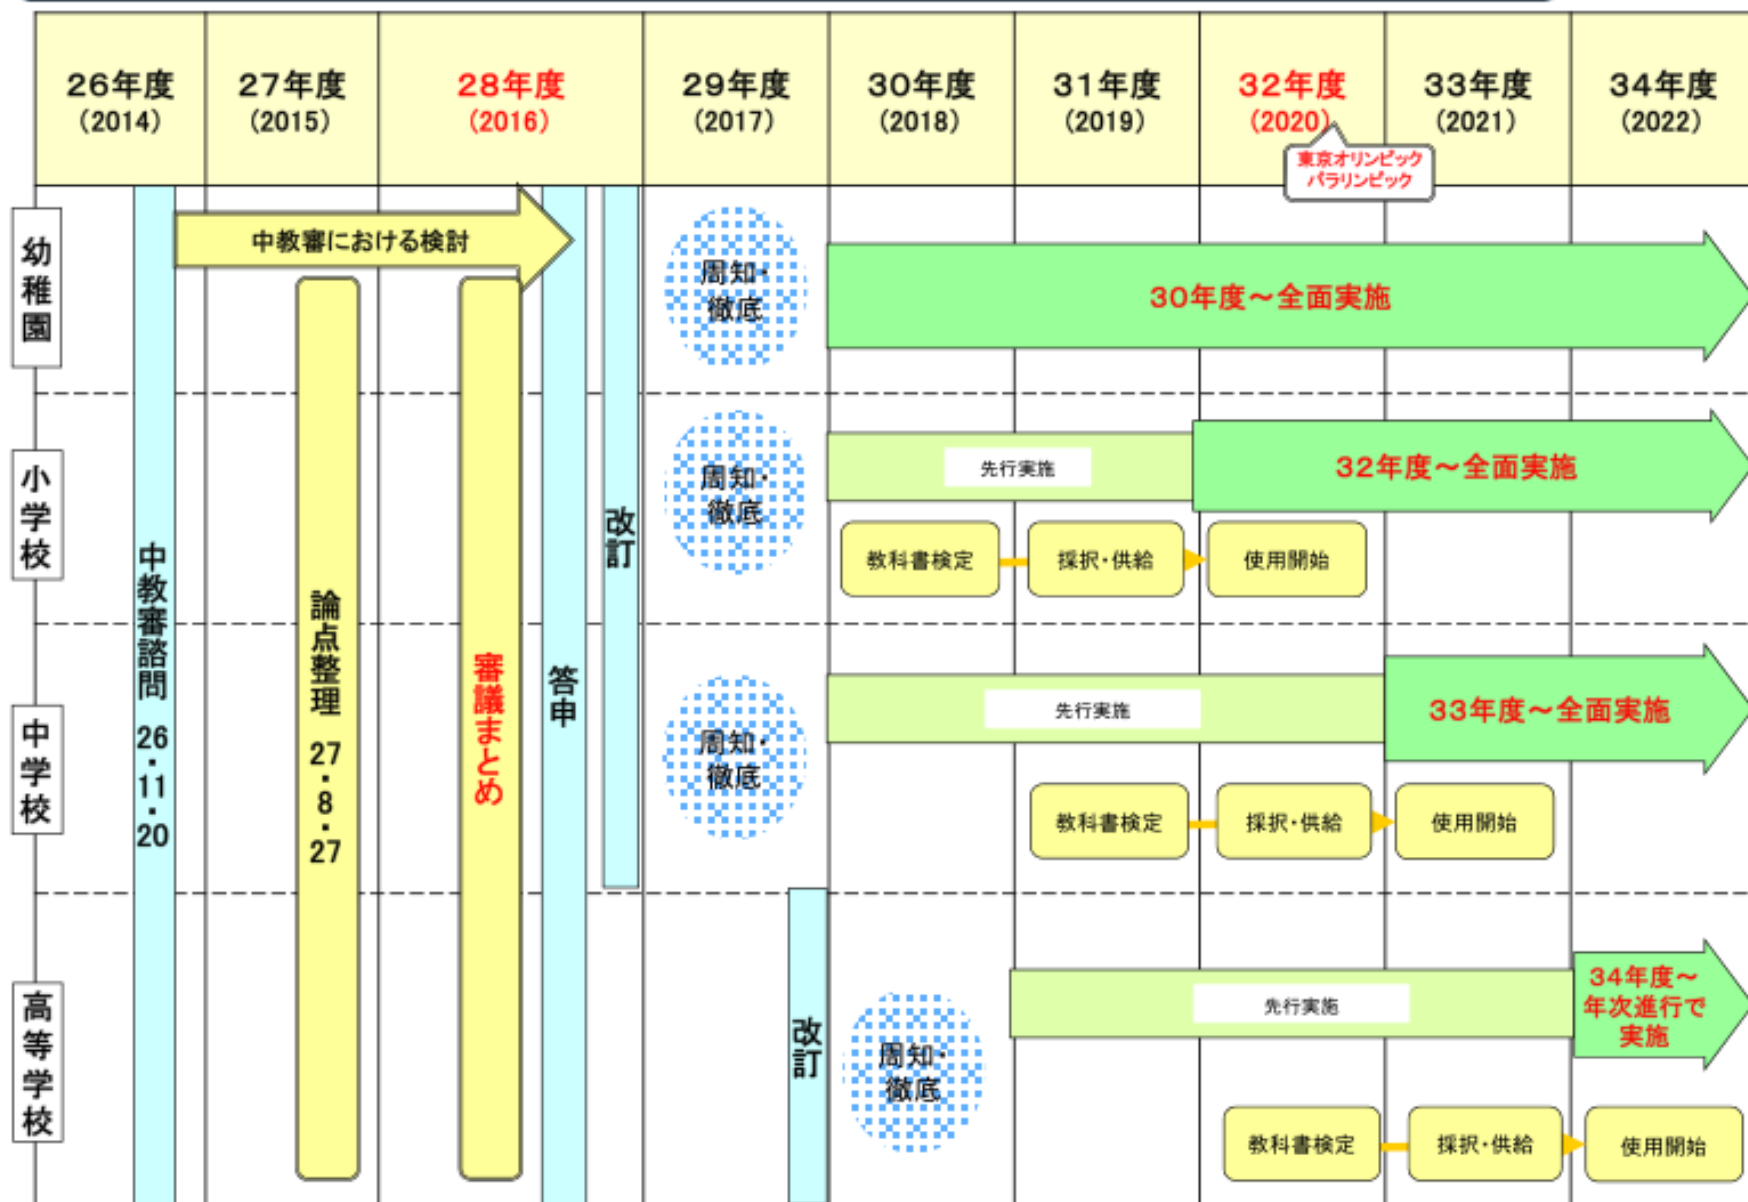 26年度
(2014)
27年度
(2015)
28年度
(2016)
29年度
(2017)
30年度
(2018)
31年度
(2019)
32年度
(2020)
33年度
(2021)
34年度
(2022)
東京オリンピック
パラリンピック
幼稚園
中教審における検討
周知・
徹底
30年度～全面実施
小学校
周知・
徹底
先行実施
32年度～全面実施
教科書検定
採択・供給
使用開始
中教審諮問 26・11・20
論点整理 27・8・27
審議まとめ
答申
改訂
中学校
周知・
徹底
先行実施
33年度～全面実施
教科書検定
採択・供給
使用開始
高等学校
改訂
周知・
徹底
先行実施
34年度～
年次進行で
実施
教科書検定
採択・供給
使用開始